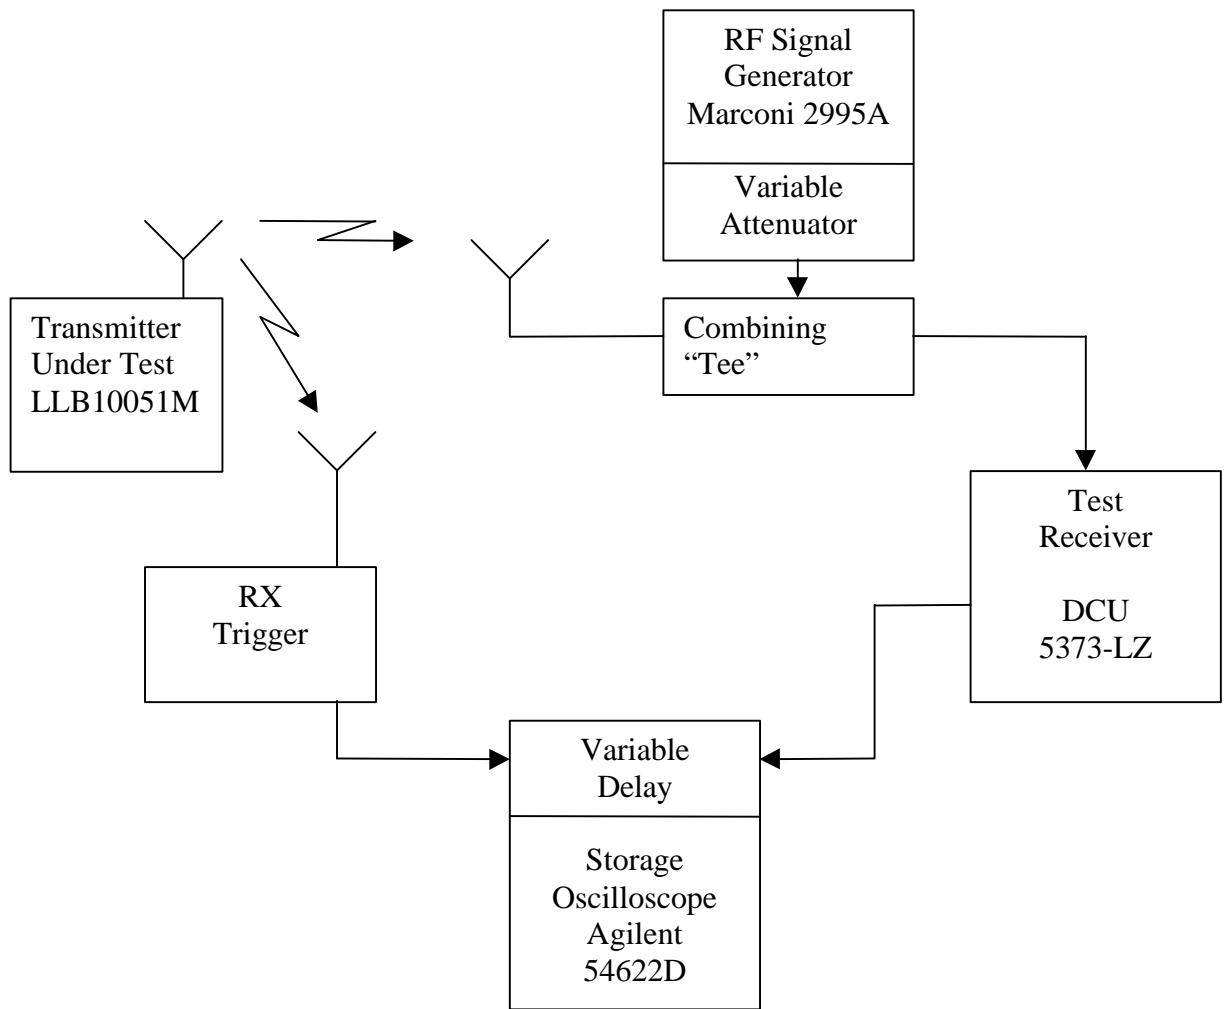 RF Signal
Generator
Marconi 2995A
Variable
Attenuator
Transmitter
Under Test
LLB10051M
Combining
“Tee”
Test
Receiver
DCU
5373-LZ
RX
Trigger
Variable
Delay
Storage
Oscilloscope
Agilent
54622D